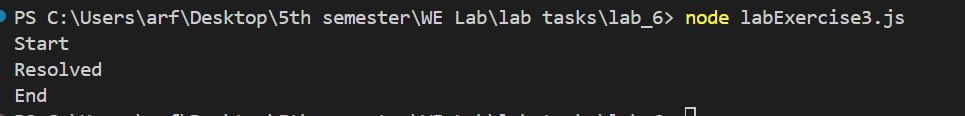 PS C:\Users\arf\Desktop\5th semester\WE Lab\lab tasks\lab_6> node labExercise3.js
Start
Resolved
End